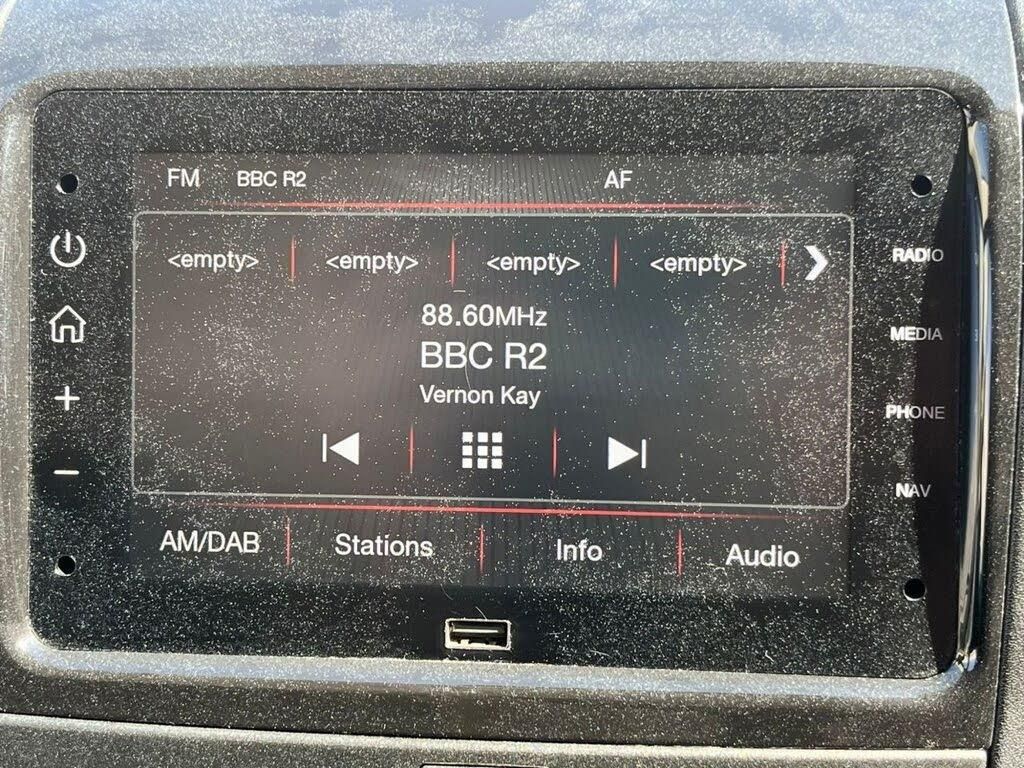 FM BBC R2 AF
<empty> <empty> <empty> <empty>
88.60MHz
BBC R2
Vernon Kay
AM/DAB Stations Info Audio
RADIO
MEDIA
PHONE
NAV